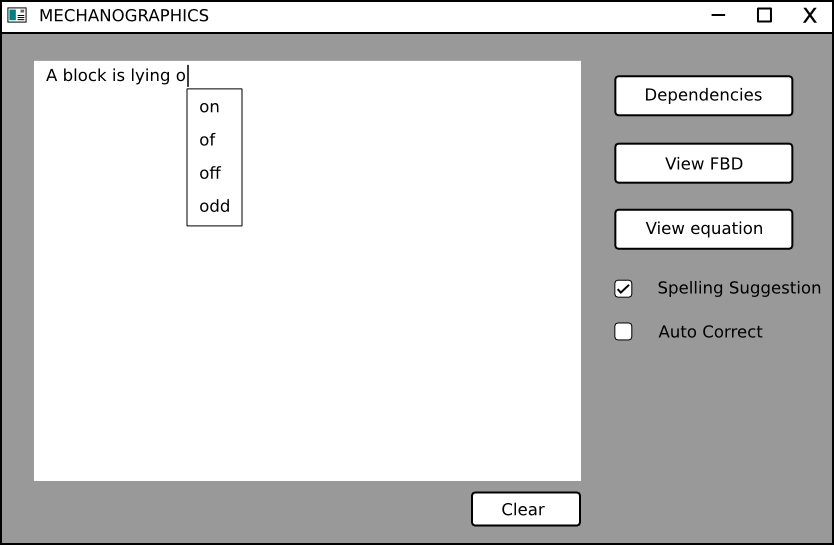 MECHANOGRAPHICS
A block is lying o
on
of
off
odd
Dependencies
View FBD
View equation
Spelling Suggestion
Auto Correct
Clear